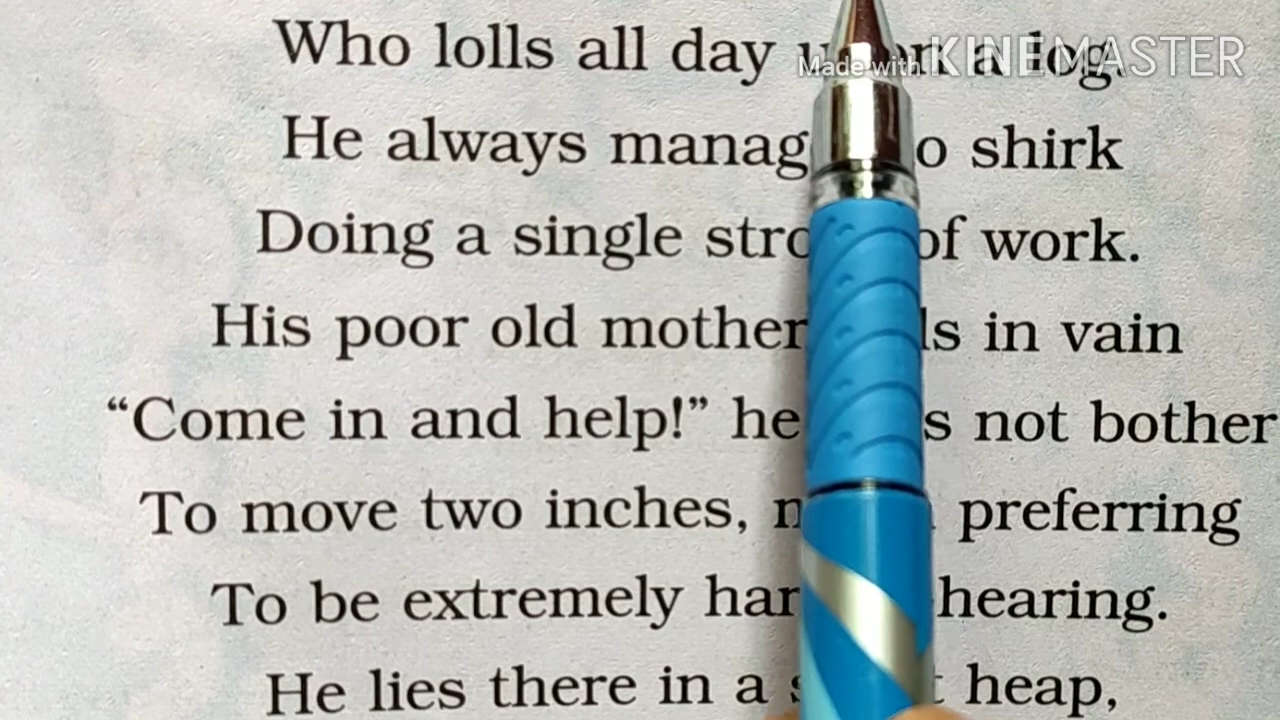 Who lolls all day a log.
Made with KINEMASTER
He always shirk
Doing a single of work.
His poor old mother in vain
“Come in and help!” he not bother
To move two inches, preferring
To be extremely hearing.
He lies there in a heap,